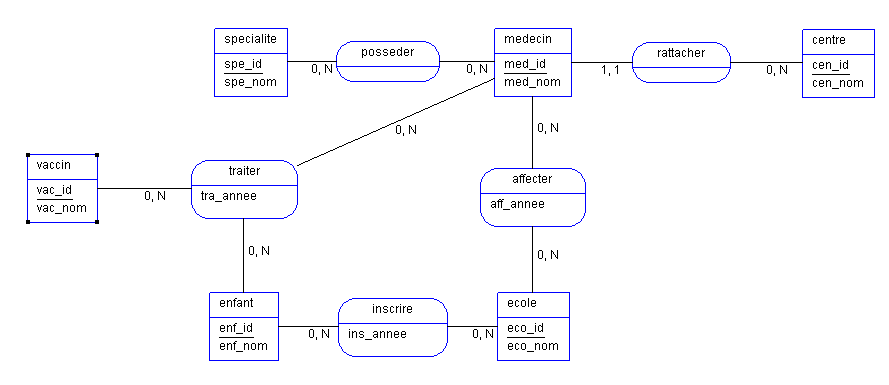 specialite
spe_id
spe_nom
0, N
posseder
0, N
medecin
med_id
med_nom
1, 1
rattacher
0, N
centre
cen_id
cen_nom
0, N
0, N
vaccin
vac_id
vac_nom
0, N
traiter
tra_annee
affecter
aff_annee
0, N
0, N
enfant
enf_id
enf_nom
0, N
inscrire
ins_annee
0, N
ecole
eco_id
eco_nom